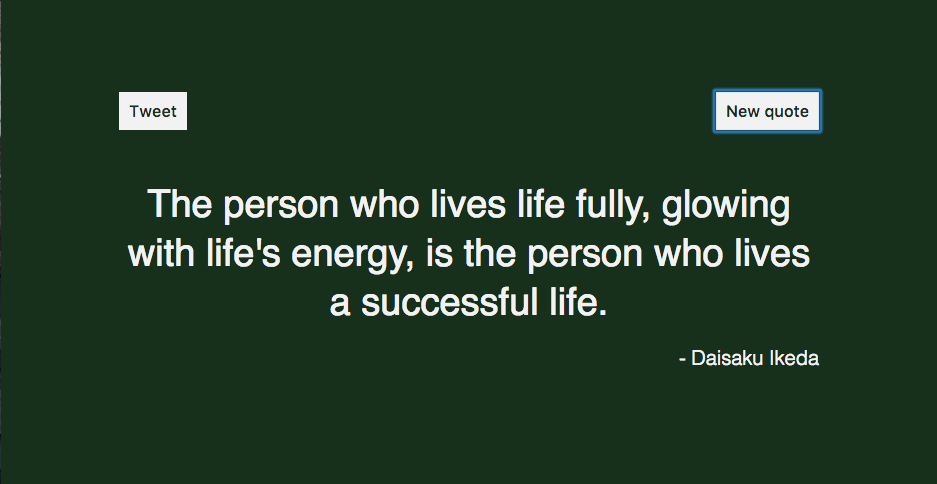 Tweet
New quote
The person who lives life fully, glowing
with life's energy, is the person who lives
a successful life.
- Daisaku Ikeda